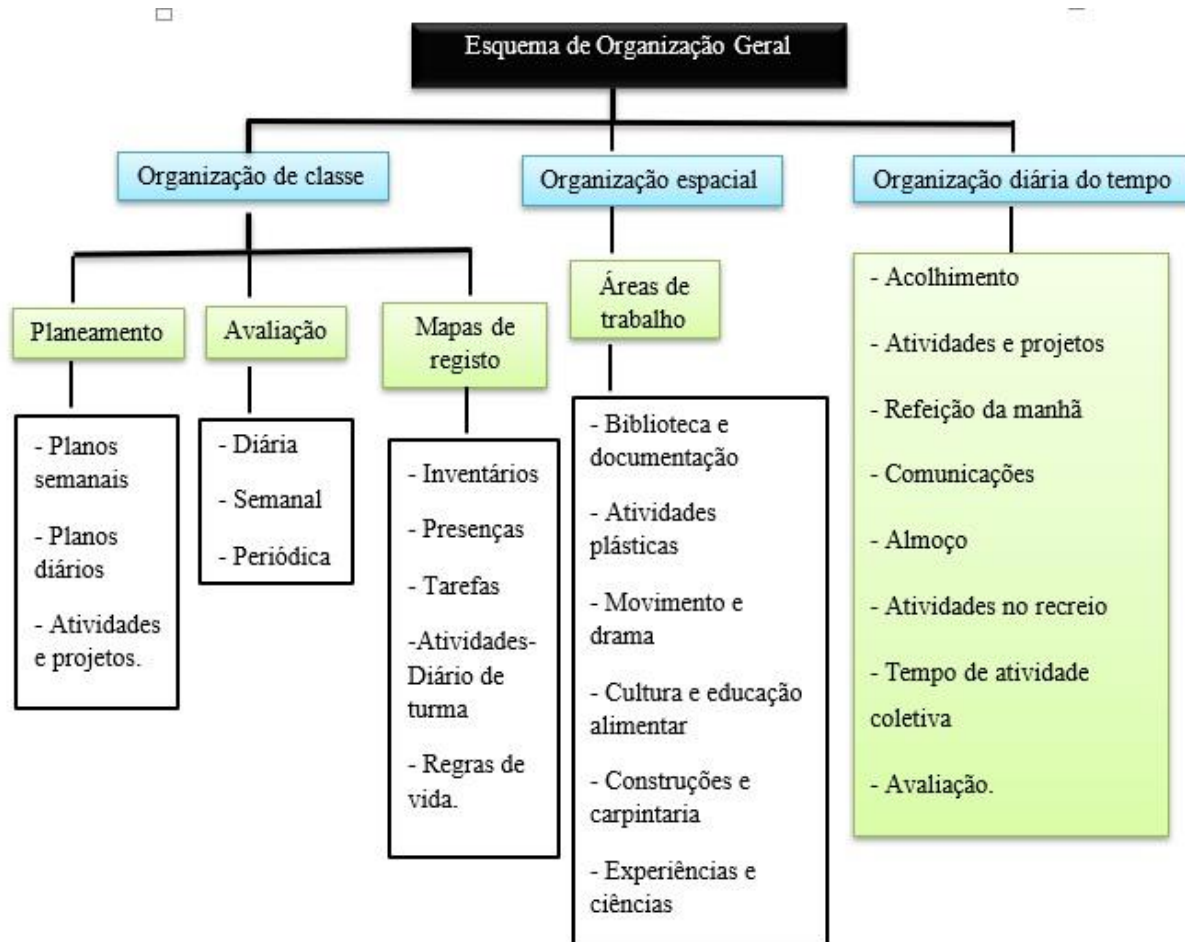 Esquema de Organização Geral
Organização de classe
Organização espacial
Organização diária do tempo
Planeamento
Avaliação
Mapas de
registo
Áreas de
trabalho
- Planos
semanais
- Planos
diários
- Atividades
e projetos.
- Diária
- Semanal
- Periódica
- Inventários
- Presenças
- Tarefas
-Atividades-
Diário de
turma
- Regras de
vida.
- Biblioteca e
documentação
- Atividades
plásticas
- Movimento e
drama
- Cultura e educação
alimentar
- Construções e
carpintaria
- Experiências e
ciências
- Acolhimento
- Atividades e projetos
- Refeição da manhã
- Comunicações
- Almoço
- Atividades no recreio
- Tempo de atividade
coletiva
- Avaliação.